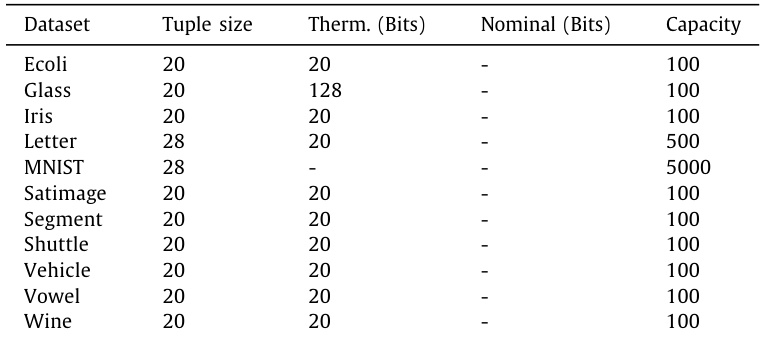 Dataset Tuple size Therm. (Bits) Nominal (Bits) Capacity
Ecoli 20 20 - 100
Glass 20 128 - 100
Iris 20 20 - 100
Letter 28 20 - 500
MNIST 28 - - 5000
Satimage 20 20 - 100
Segment 20 20 - 100
Shuttle 20 20 - 100
Vehicle 20 20 - 100
Vowel 20 20 - 100
Wine 20 20 - 100